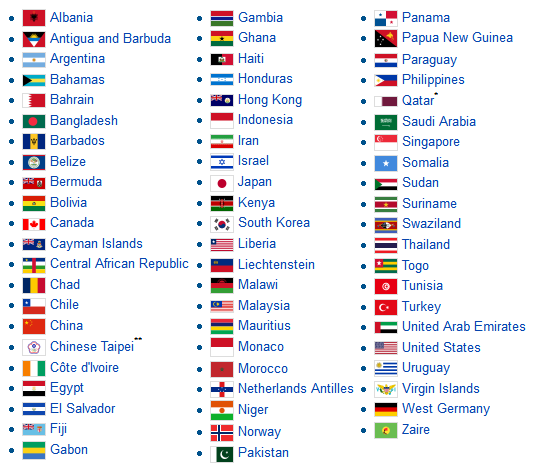 Albania
Antigua and Barbuda
Argentina
Bahamas
Bahrain
Bangladesh
Barbados
Belize
Bermuda
Bolivia
Canada
Cayman Islands
Central African Republic
Chad
Chile
China
Chinese Taipei**
Côte d'Ivoire
Egypt
El Salvador
Fiji
Gabon
Gambia
Ghana
Haiti
Honduras
Hong Kong
Indonesia
Iran
Israel
Japan
Kenya
South Korea
Liberia
Liechtenstein
Malawi
Malaysia
Mauritius
Monaco
Morocco
Netherlands Antilles
Niger
Norway
Pakistan
Panama
Papua New Guinea
Paraguay
Philippines
Qatar*
Saudi Arabia
Singapore
Somalia
Sudan
Suriname
Swaziland
Thailand
Togo
Tunisia
Turkey
United Arab Emirates
United States
Uruguay
Virgin Islands
West Germany
Zaire